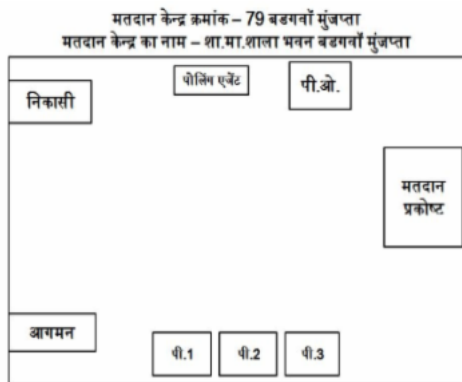 मतदान केन्द्र क्रमांक – 79 बडगवॉ मुंजप्ता
मतदान केन्द्र का नाम – शा.मा.शाला भवन बडगवॉ मुंजप्ता
पोलिंग एजेंट
पी.ओ.
निकासी
मतदान
प्रकोष्ट
आगमन
पी.1
पी.2
पी.3